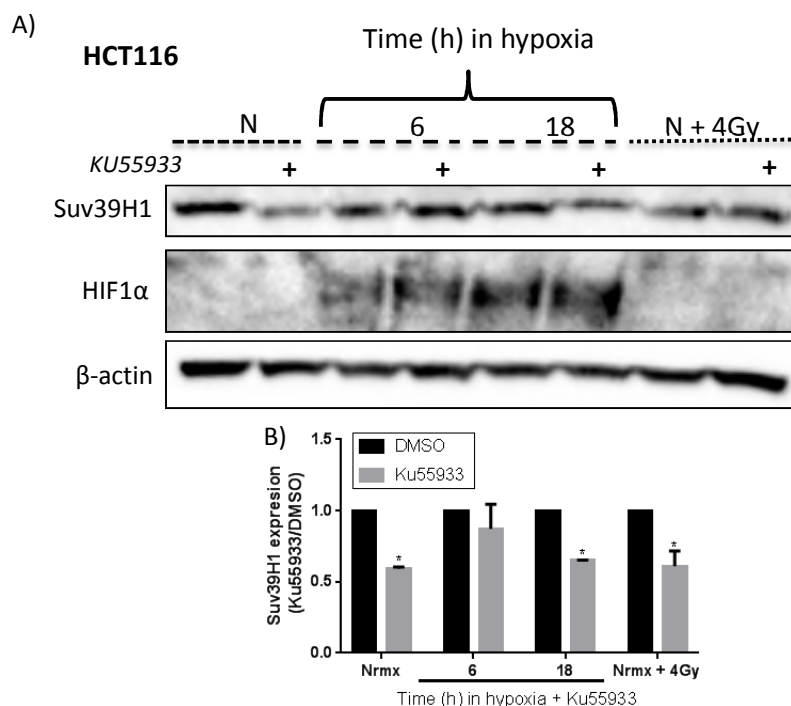 A)
HCT116
Time (h) in hypoxia
N 6 18 N + 4Gy
KU55933 + + + +
Suv39H1
HIF1α
β-actin
B)
1.5
1.0
0.5
0.0
Suv39H1 expresion
(Ku55933/DMSO)
DMSO
Ku55933
* * *
Nrmx 6 18 Nrmx + 4Gy
Time (h) in hypoxia + Ku55933